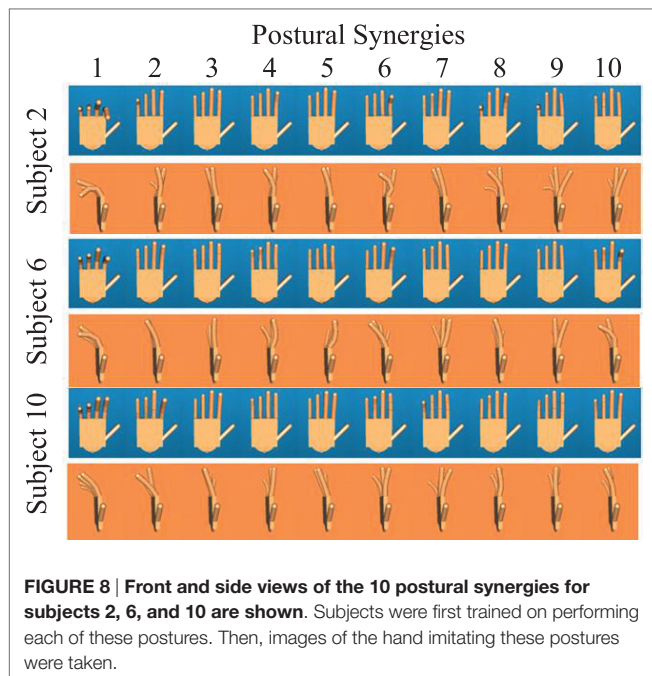 Postural Synergies
1 2 3 4 5 6 7 8 9 10
Subject 2
Subject 6
Subject 10
FIGURE 8 | Front and side views of the 10 postural synergies for
subjects 2, 6, and 10 are shown. Subjects were first trained on performing
each of these postures. Then, images of the hand imitating these postures
were taken.